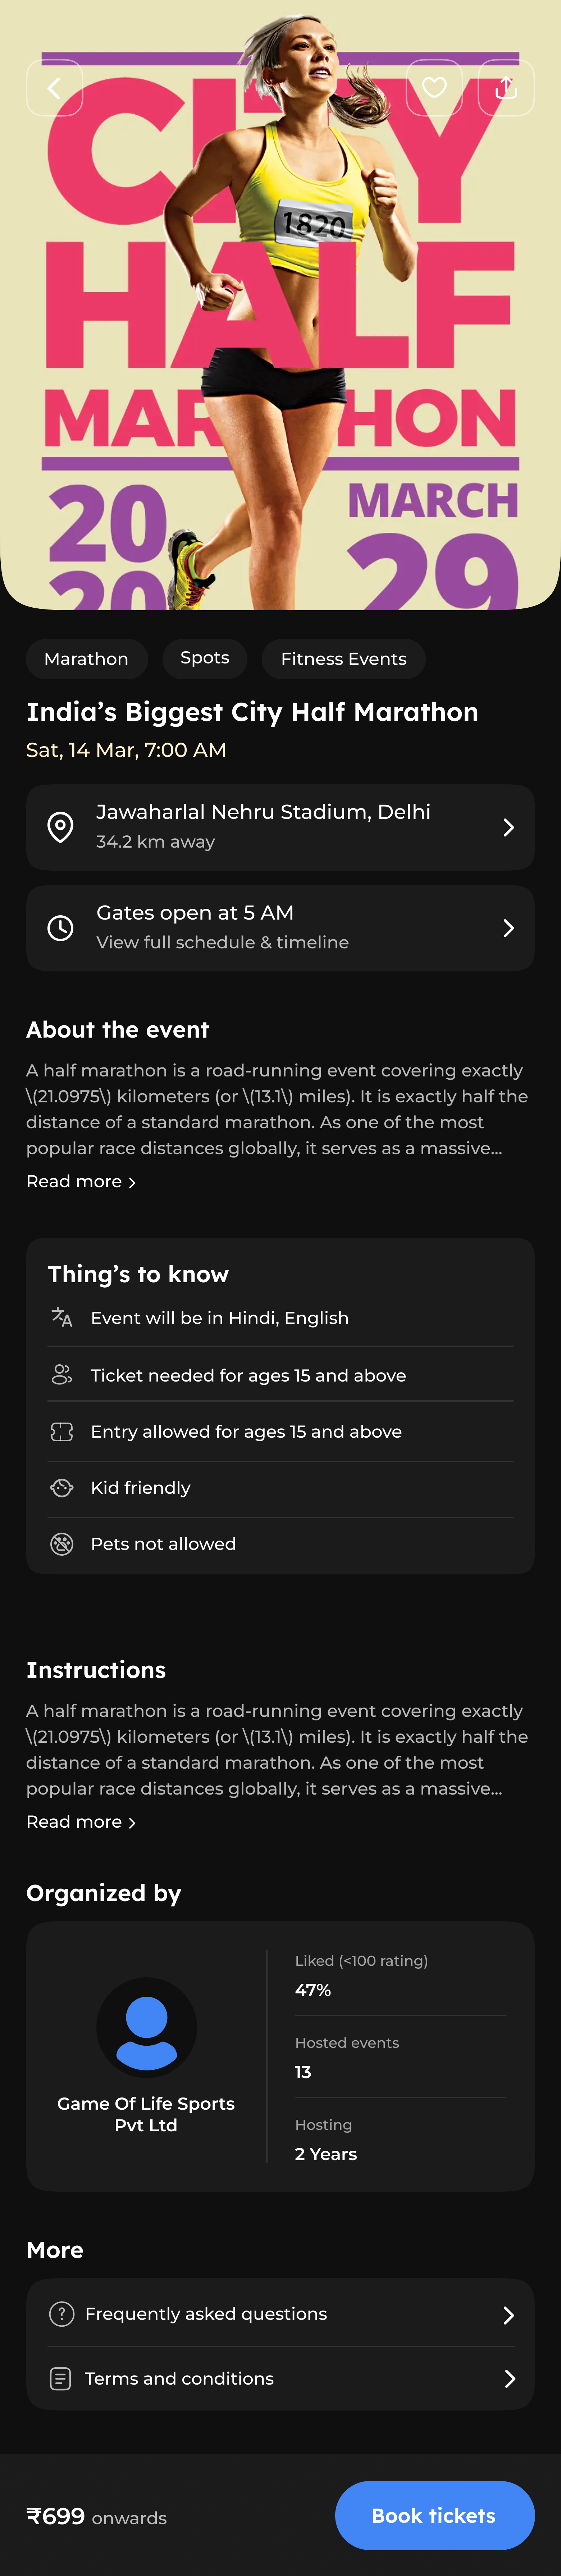 CITY
1820
HALF
MARATHON
MARCH
20
29
20
Marathon
Spots
Fitness Events
India’s Biggest City Half Marathon
Sat, 14 Mar, 7:00 AM
Jawaharlal Nehru Stadium, Delhi
34.2 km away
Gates open at 5 AM
View full schedule & timeline
About the event
A half marathon is a road-running event covering exactly
\(21.0975\) kilometers (or \(13.1\) miles). It is exactly half the
distance of a standard marathon. As one of the most
popular race distances globally, it serves as a massive...
Read more
Thing’s to know
Event will be in Hindi, English
Ticket needed for ages 15 and above
Entry allowed for ages 15 and above
Kid friendly
Pets not allowed
Instructions
A half marathon is a road-running event covering exactly
\(21.0975\) kilometers (or \(13.1\) miles). It is exactly half the
distance of a standard marathon. As one of the most
popular race distances globally, it serves as a massive...
Read more
Organized by
Liked (<100 rating)
47%
Hosted events
13
Game Of Life Sports
Pvt Ltd
Hosting
2 Years
More
Frequently asked questions
Terms and conditions
₹699 onwards
Book tickets